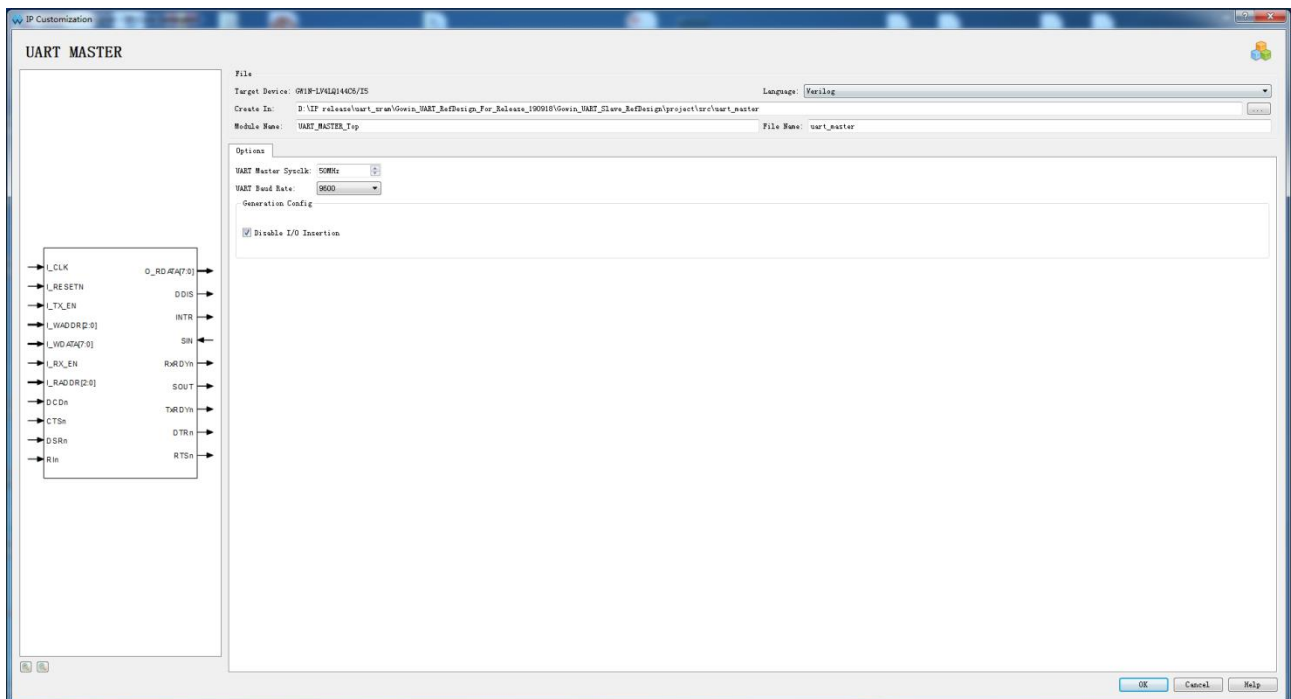 IP Customization
UART MASTER
File
Target Device: GW1N-LV4LQ144C6/I5
Language: Verilog
Create In: D:\IP release\uart_sram\Gowin_UART_RefDesign_For_Release_190918\Gowin_UART_Slave_RefDesign\project\src\uart_master
...
Module Name: UART_MASTER_Top
File Name: uart_master
Options
UART Master Sysclk: 50MHz
UART Baud Rate: 9600
Generation Config
Disable I/O Insertion
I_CLK
I_RESETN
I_TX_EN
I_WADDR[2:0]
I_WDATA[7:0]
I_RX_EN
I_RADDR[2:0]
DCDn
CTSn
DSRn
RIn
O_RDATA[7:0]
DDIS
INTR
SIN
RxRDYn
SOUT
TxRDYn
DTRn
RTSn
OK Cancel Help